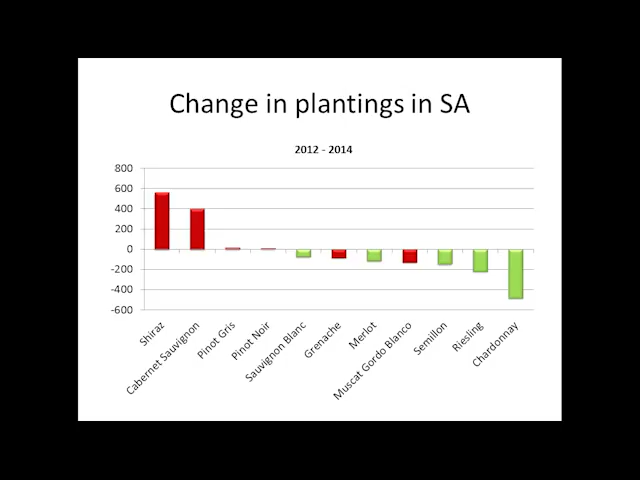 Change in plantings in SA
2012 - 2014
800
600
400
200
0
-200
-400
-600
Shiraz
Cabernet Sauvignon
Pinot Gris
Pinot Noir
Sauvignon Blanc
Grenache
Merlot
Muscat Gordo Blanco
Semillon
Riesling
Chardonnay